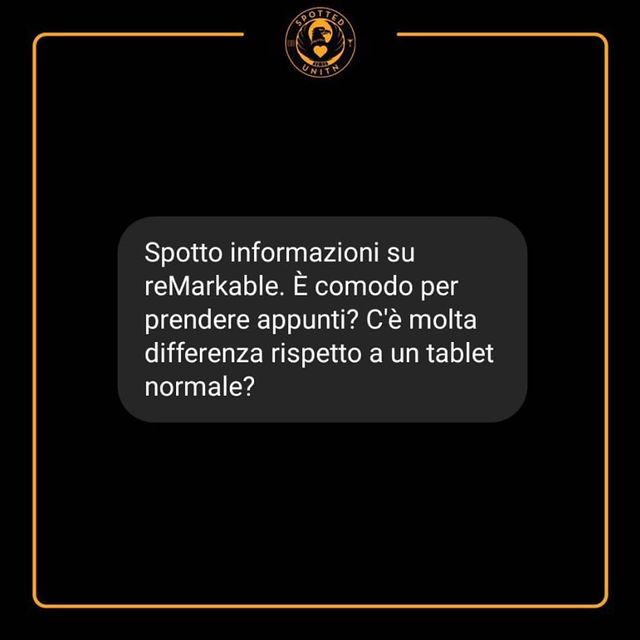 SPOTTED
UNITN
Spotto informazioni su
reMarkable. È comodo per
prendere appunti? C'è molta
differenza rispetto a un tablet
normale?